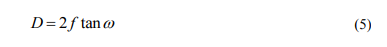 D = 2 f tan ω (5)